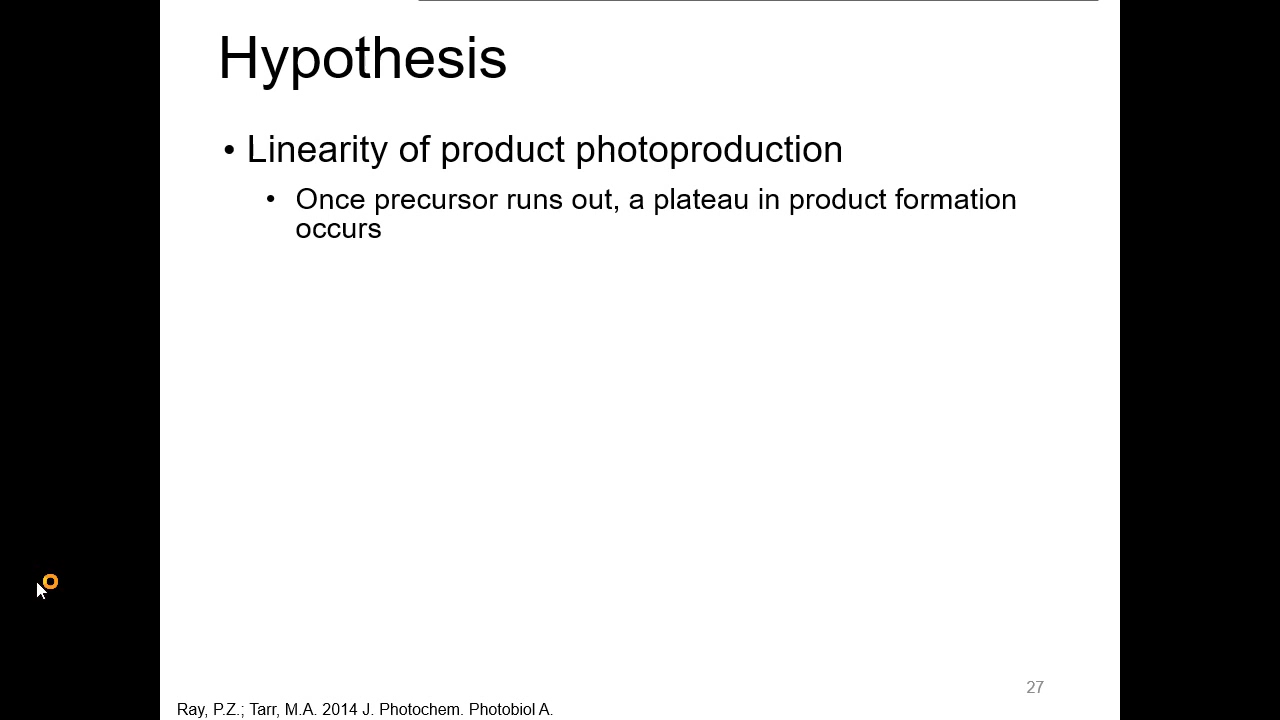 Hypothesis
• Linearity of product photoproduction
• Once precursor runs out, a plateau in product formation
occurs
27
Ray, P.Z.; Tarr, M.A. 2014 J. Photochem. Photobiol A.